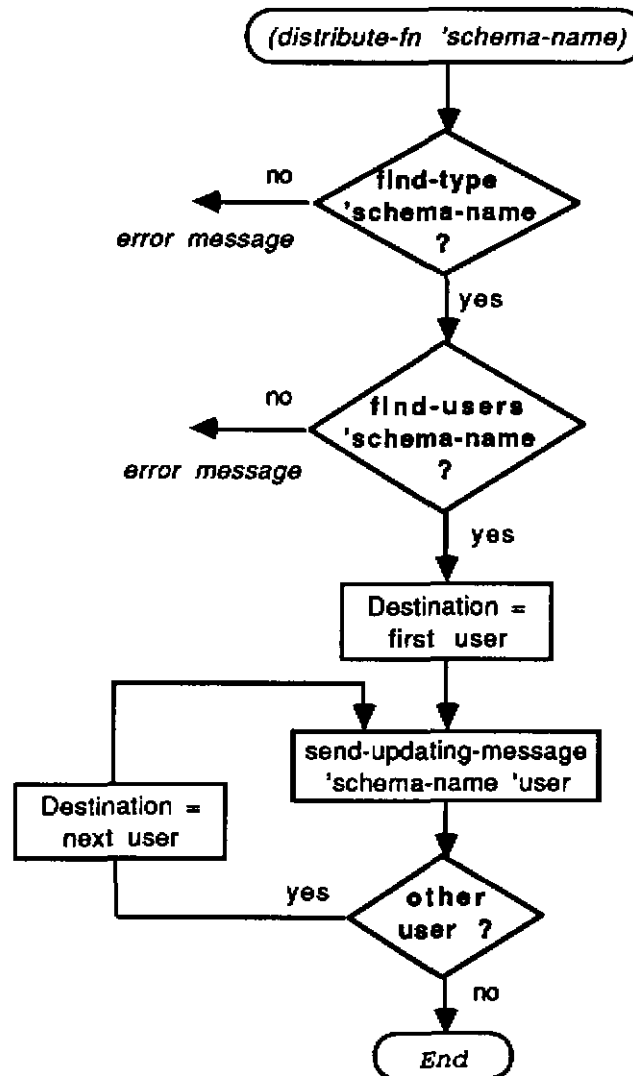 (distribute-fn 'schema-name)
no
find-type
'schema-name
?
error message
yes
no
find-users
'schema-name
?
error message
yes
Destination =
first user
send-updating-message
'schema-name 'user
Destination =
next user
yes
other
user ?
no
End